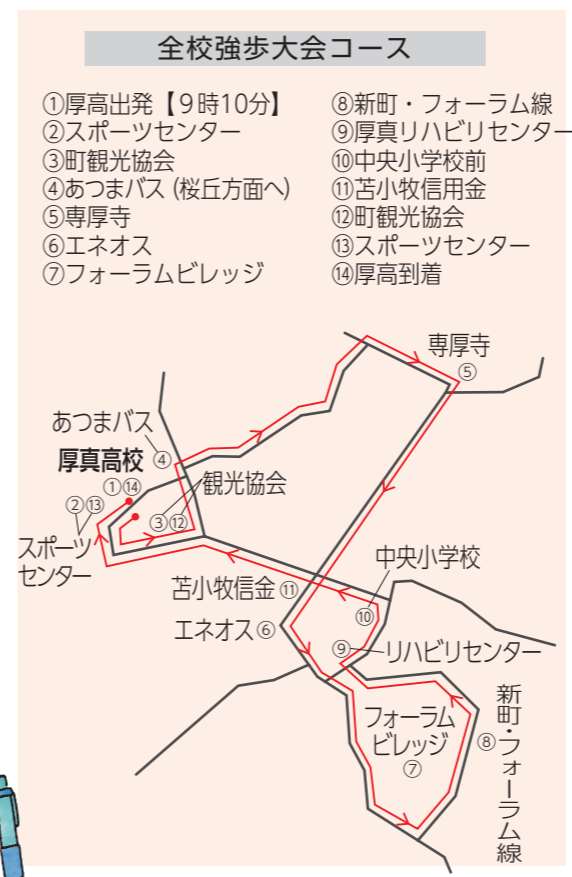 全校強歩大会コース
①厚高出発【９時10分】
②スポーツセンター
③町観光協会
④あつまバス（桜丘方面へ）
⑤専厚寺
⑥エネオス
⑦フォーラムビレッジ
⑧新町・フォーラム線
⑨厚真リハビリセンター
⑩中央小学校前
⑪苫小牧信用金
⑫町観光協会
⑬スポーツセンター
⑭厚高到着
専厚寺
⑤
あつまバス
④
厚真高校
①⑭
②⑬
観光協会
③⑫
スポーツ
センター
中央小学校
苫小牧信金⑪
⑩
エネオス⑥
⑨
リハビリセンター
フォーラム
ビレッジ
⑦
⑧
新町・フォーラム線